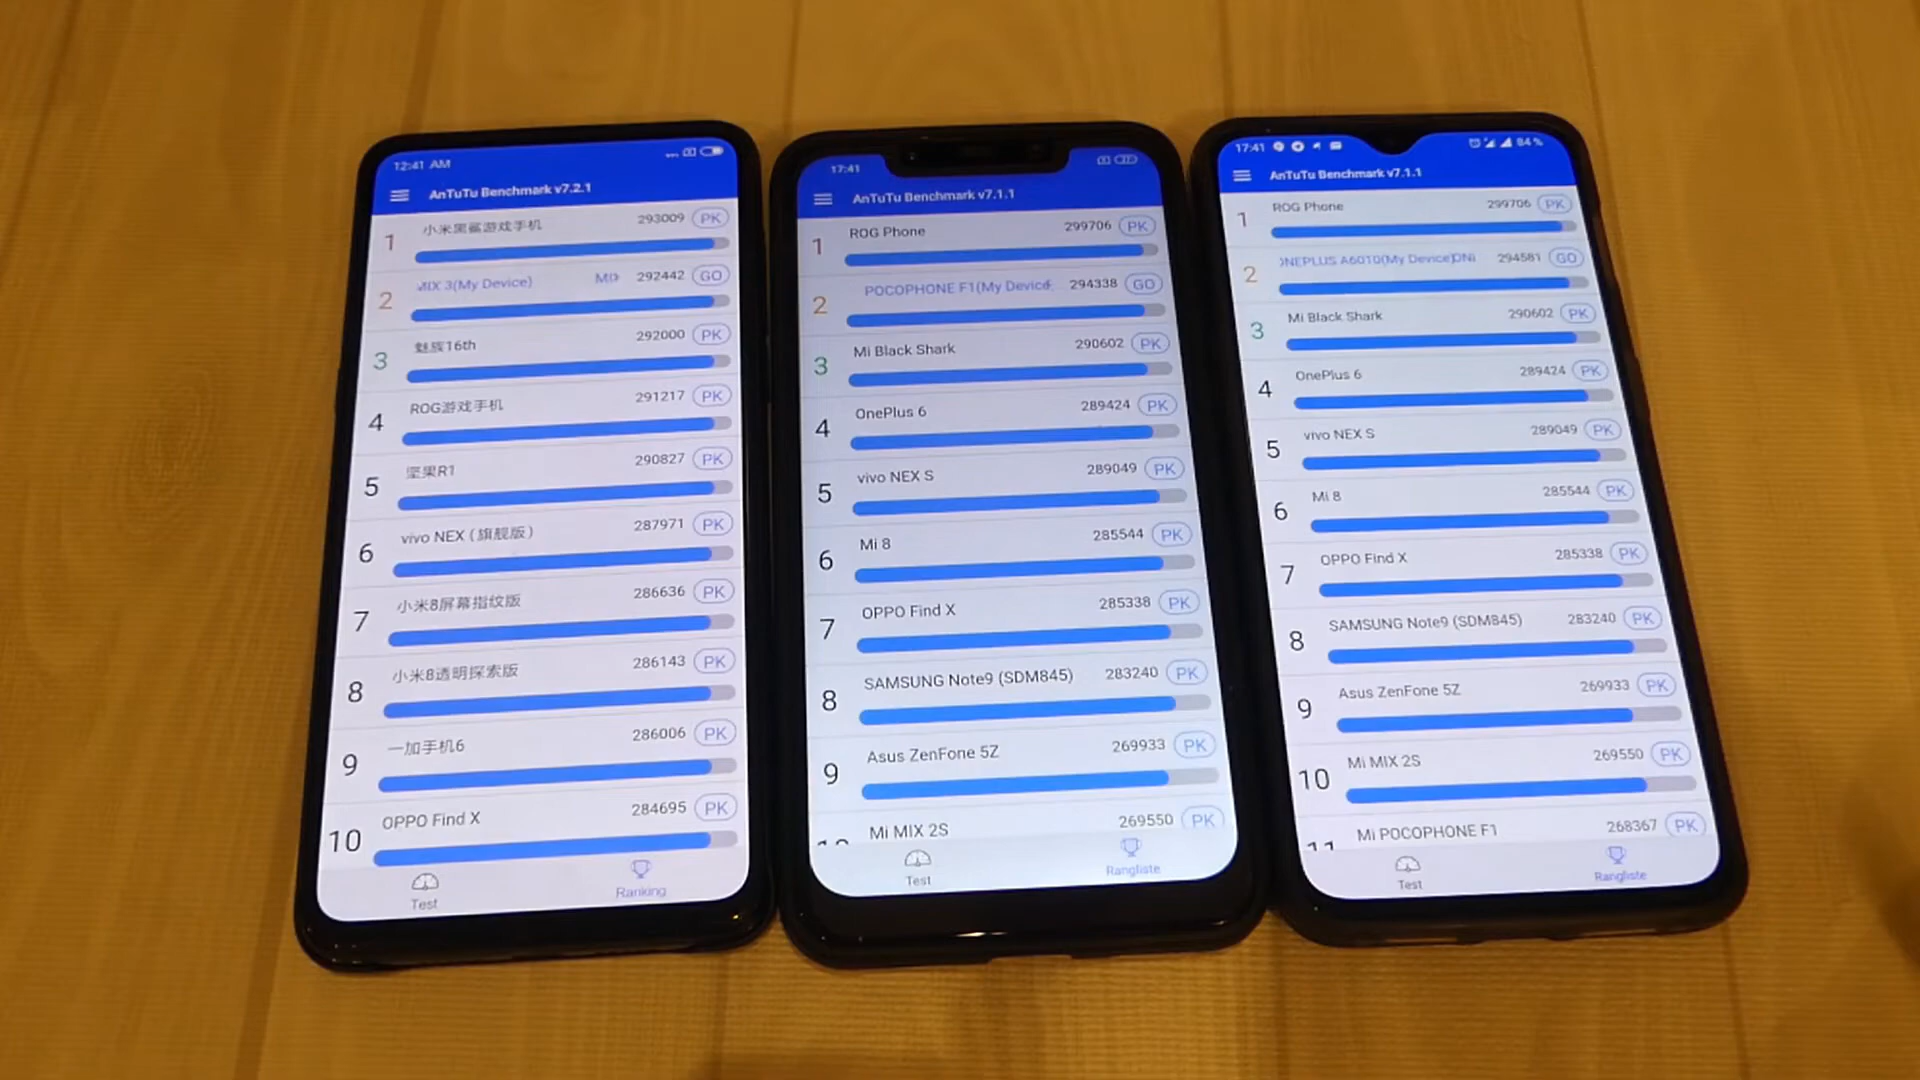 12:41 AM
AnTuTu Benchmark v7.2.1
1 小米黑鲨游戏手机 293009 PK
2 MIX 3(My Device) 292442 GO
3 魅族16th 292000 PK
4 ROG游戏手机 291217 PK
5 坚果R1 290827 PK
6 vivo NEX (旗舰版) 287971 PK
7 小米8屏幕指纹版 286636 PK
8 小米8透明探索版 286143 PK
9 一加手机6 286006 PK
10 OPPO Find X 284695 PK
Test Ranking
17:41
AnTuTu Benchmark v7.1.1
1 ROG Phone 299706 PK
2 POCOPHONE F1(My Device) 294338 GO
3 Mi Black Shark 290602 PK
4 OnePlus 6 289424 PK
5 vivo NEX S 289049 PK
6 Mi 8 285544 PK
7 OPPO Find X 285338 PK
8 SAMSUNG Note9 (SDM845) 283240 PK
9 Asus ZenFone 5Z 269933 PK
Mi MIX 2S 269550 PK
Test Rangliste
17:41 84%
AnTuTu Benchmark v7.1.1
1 ROG Phone 299706 PK
2 ONEPLUS A6010(My Device)ONE 294581 GO
3 Mi Black Shark 290602 PK
4 OnePlus 6 289424 PK
5 vivo NEX S 289049 PK
6 Mi 8 285544 PK
7 OPPO Find X 285338 PK
8 SAMSUNG Note9 (SDM845) 283240 PK
9 Asus ZenFone 5Z 269933 PK
10 Mi MIX 2S 269550 PK
11 Mi POCOPHONE F1 268367 PK
Test Rangliste